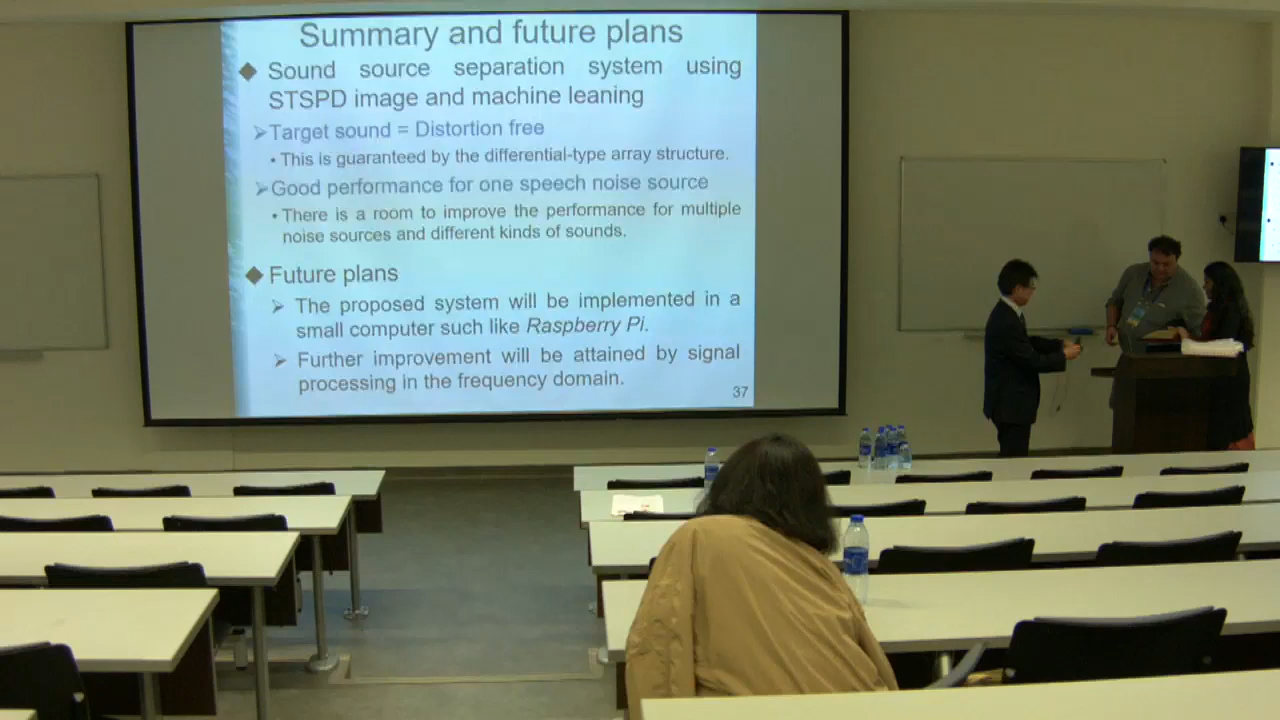 Summary and future plans
Sound source separation system using
STSPD image and machine leaning
Target sound = Distortion free
• This is guaranteed by the differential-type array structure.
Good performance for one speech noise source
• There is a room to improve the performance for multiple
noise sources and different kinds of sounds.
Future plans
The proposed system will be implemented in a
small computer such like Raspberry Pi.
Further improvement will be attained by signal
processing in the frequency domain.
37